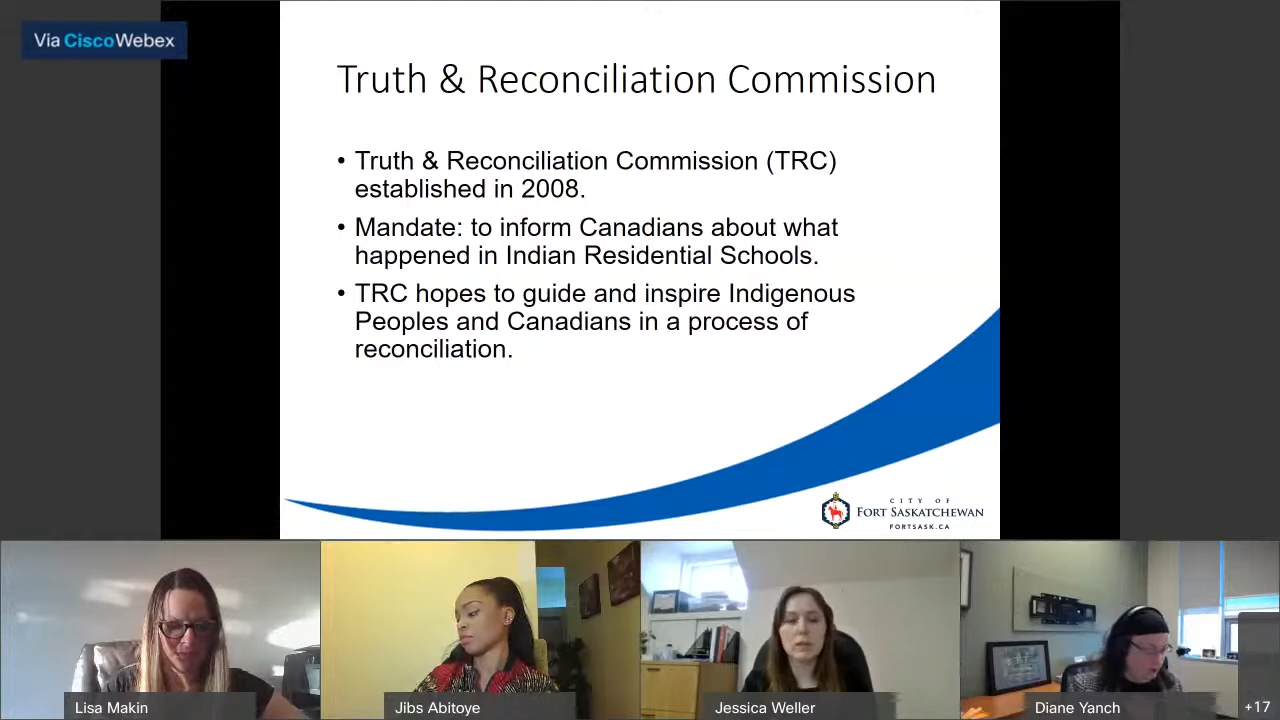 Via CiscoWebex
Truth & Reconciliation Commission
• Truth & Reconciliation Commission (TRC)
established in 2008.
• Mandate: to inform Canadians about what
happened in Indian Residential Schools.
• TRC hopes to guide and inspire Indigenous
Peoples and Canadians in a process of
reconciliation.
CITY OF
FORT SASKATCHEWAN
FORTSASK.CA
Lisa Makin
Jibs Abitoye
Jessica Weller
Diane Yanch
+17